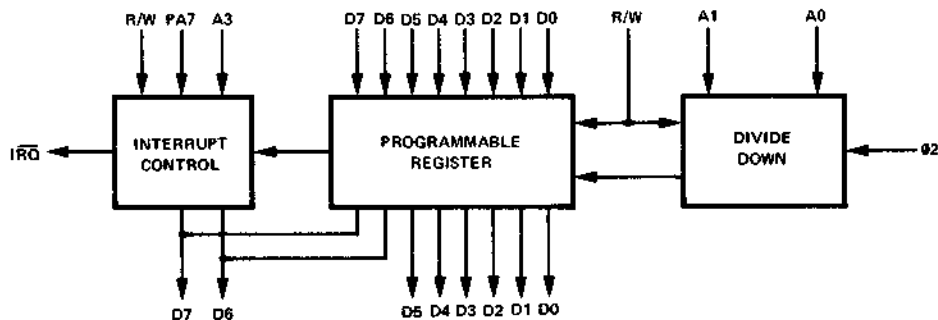 R/W PA7 A3 D7 D6 D5 D4 D3 D2 D1 D0 R/W A1 A0
INTERRUPT
CONTROL
PROGRAMMABLE
REGISTER
DIVIDE
DOWN
IRQ
Ø2
D7 D6 D5 D4 D3 D2 D1 D0